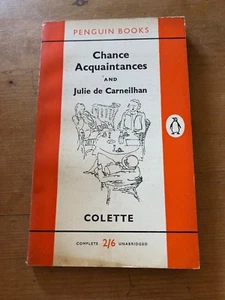 PENGUIN BOOKS
Chance
Acquaintances
AND
Julie de Carneilhan
COLETTE
COMPLETE 2/6 UNABRIDGED